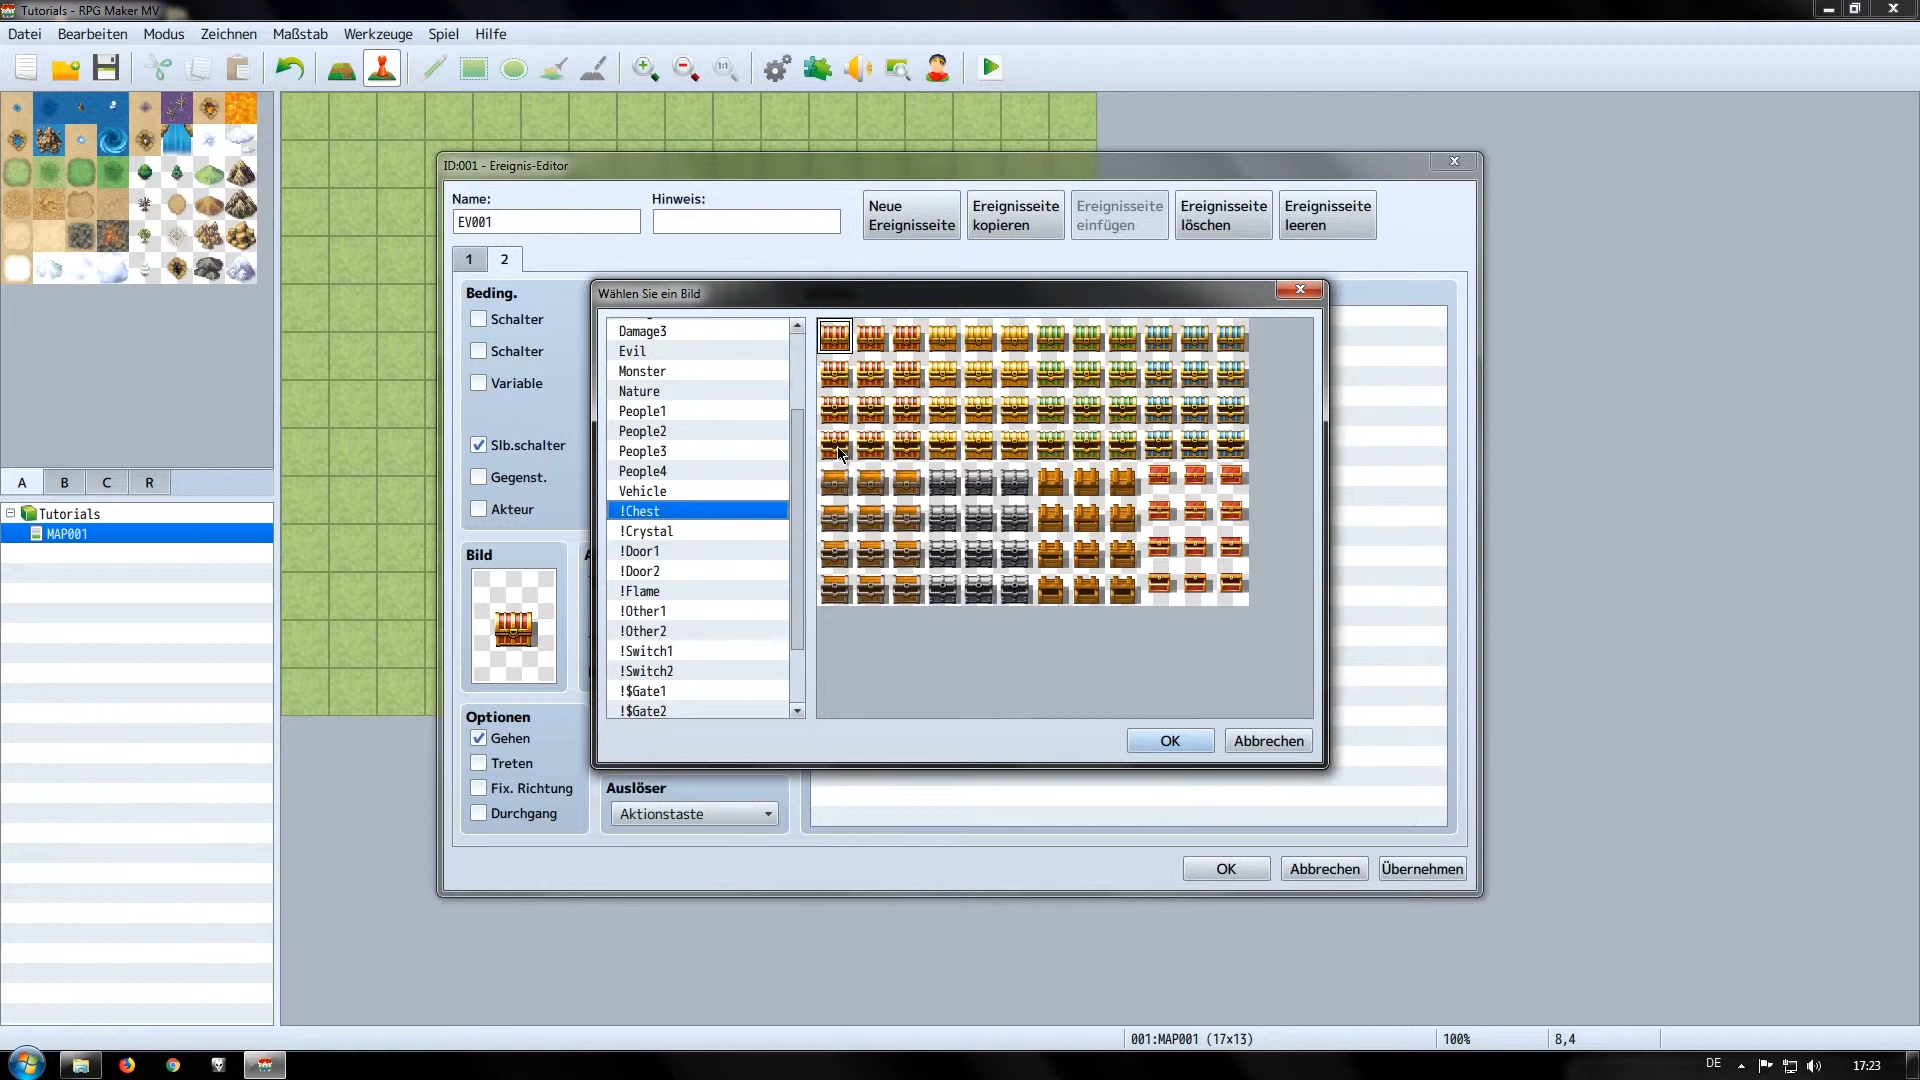 Tutorials - RPG Maker MV
Datei Bearbeiten Modus Zeichnen Maßstab Werkzeuge Spiel Hilfe
1:1
ID:001 - Ereignis-Editor
Name:
Hinweis:
EV001
Neue
Ereignisseite
Ereignisseite
kopieren
Ereignisseite
einfügen
Ereignisseite
löschen
Ereignisseite
leeren
1 2
Beding.
Schalter
Schalter
Variable
Slb.schalter
Gegenst.
Akteur
Bild
Optionen
Gehen
Treten
Fix. Richtung
Durchgang
Auslöser
Aktionstaste
Wählen Sie ein Bild
Damage3
Evil
Monster
Nature
People1
People2
People3
People4
Vehicle
!Chest
!Crystal
!Door1
!Door2
!Flame
!Other1
!Other2
!Switch1
!Switch2
!$Gate1
!$Gate2
OK Abbrechen
OK Abbrechen Übernehmen
A B C R
Tutorials
MAP001
001:MAP001 (17x13)
100%
8,4
DE
17:23